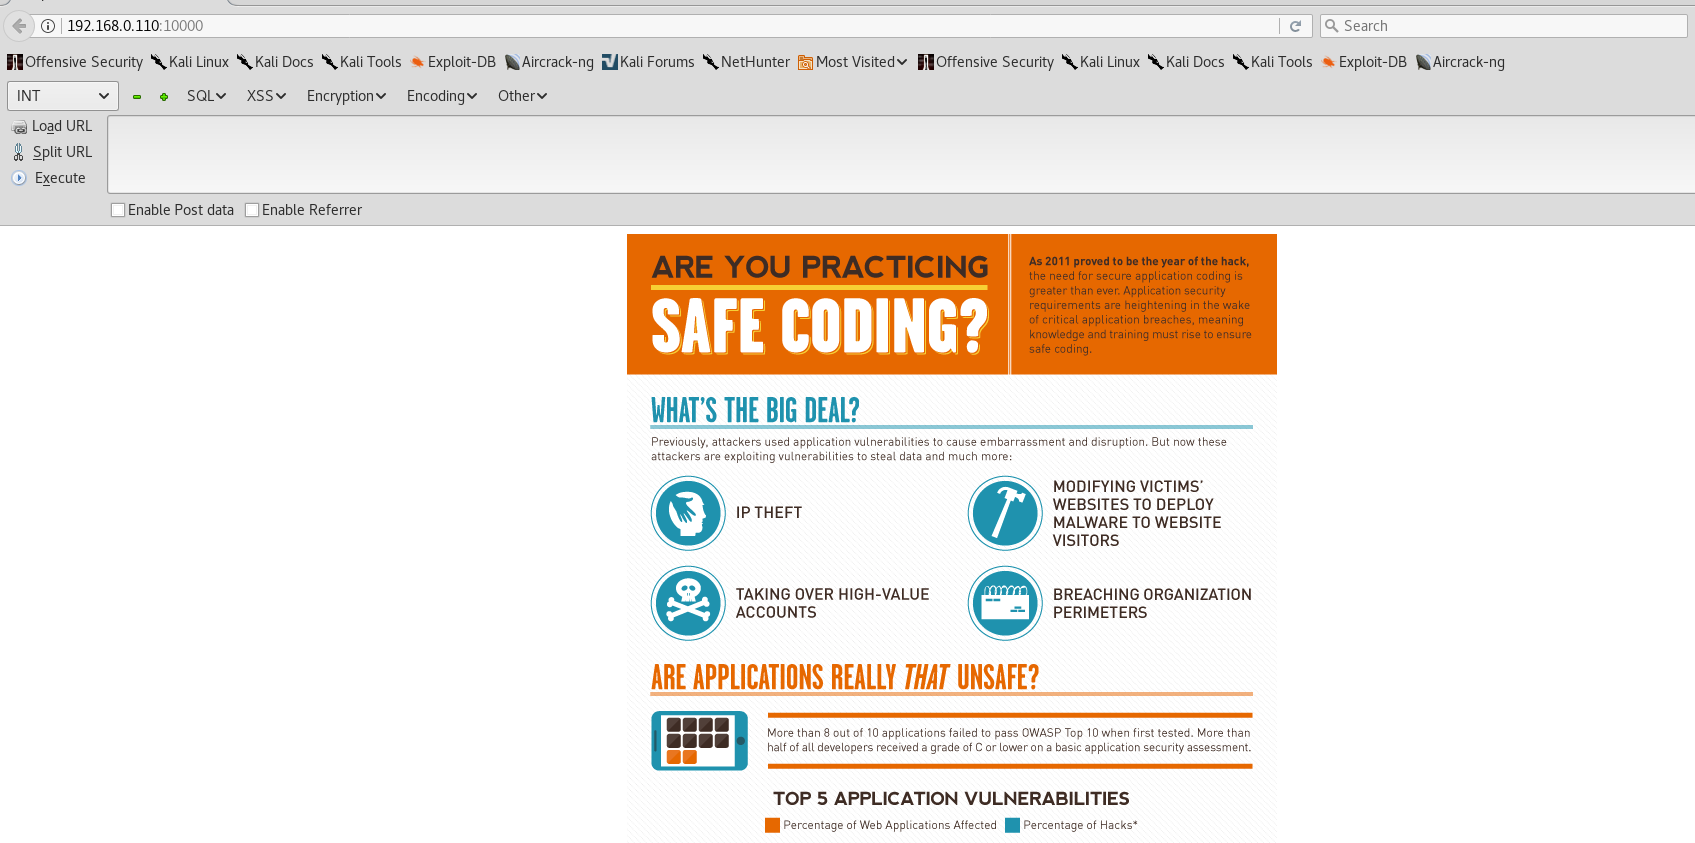 192.168.0.110:10000
Search
Offensive Security Kali Linux Kali Docs Kali Tools Exploit-DB Aircrack-ng Kali Forums NetHunter Most Visited Offensive Security Kali Linux Kali Docs Kali Tools Exploit-DB Aircrack-ng
INT SQL XSS Encryption Encoding Other
Load URL
Split URL
Execute
Enable Post data Enable Referrer
ARE YOU PRACTICING
SAFE CODING?
As 2011 proved to be the year of the hack,
the need for secure application coding is
greater than ever. Application security
requirements are heightening in the wake
of critical application breaches, meaning
knowledge and training must rise to ensure
safe coding.
WHAT'S THE BIG DEAL?
Previously, attackers used application vulnerabilities to cause embarrassment and disruption. But now these
attackers are exploiting vulnerabilities to steal data and much more:
IP THEFT
MODIFYING VICTIMS'
WEBSITES TO DEPLOY
MALWARE TO WEBSITE
VISITORS
TAKING OVER HIGH-VALUE
ACCOUNTS
BREACHING ORGANIZATION
PERIMETERS
ARE APPLICATIONS REALLY THAT UNSAFE?
More than 8 out of 10 applications failed to pass OWASP Top 10 when first tested. More than
half of all developers received a grade of C or lower on a basic application security assessment.
TOP 5 APPLICATION VULNERABILITIES
Percentage of Web Applications Affected Percentage of Hacks*